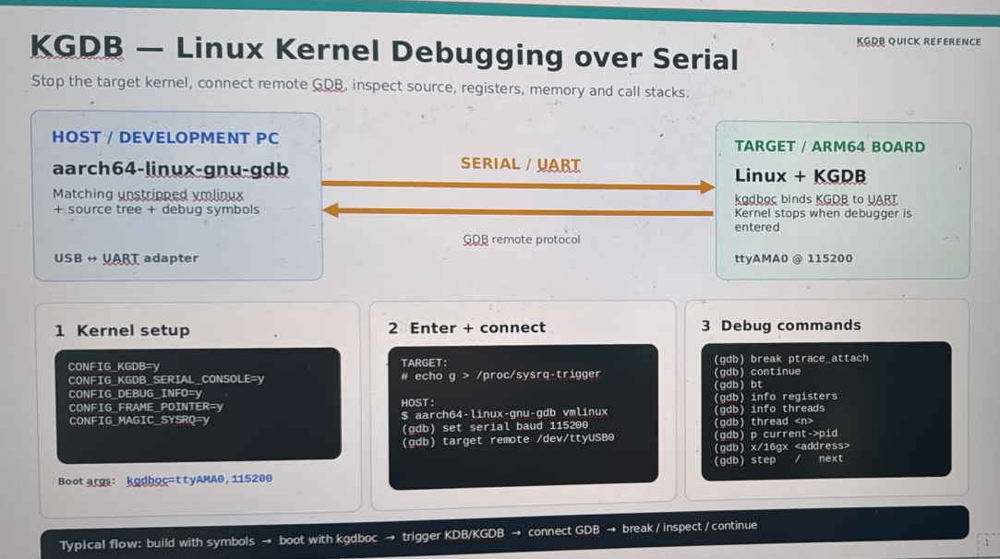 KGDB — Linux Kernel Debugging over Serial
KGDB QUICK REFERENCE
Stop the target kernel, connect remote GDB, inspect source, registers, memory and call stacks.
HOST / DEVELOPMENT PC
aarch64-linux-gnu-gdb
Matching unstripped vmlinux
+ source tree + debug symbols
USB ↔ UART adapter
SERIAL / UART
GDB remote protocol
TARGET / ARM64 BOARD
Linux + KGDB
kgdboc binds KGDB to UART
Kernel stops when debugger is
entered
ttyAMA0 @ 115200
1 Kernel setup
CONFIG_KGDB=y
CONFIG_KGDB_SERIAL_CONSOLE=y
CONFIG_DEBUG_INFO=y
CONFIG_FRAME_POINTER=y
CONFIG_MAGIC_SYSRQ=y
Boot args: kgdboc=ttyAMA0,115200
2 Enter + connect
TARGET:
# echo g > /proc/sysrq-trigger
HOST:
$ aarch64-linux-gnu-gdb vmlinux
(gdb) set serial baud 115200
(gdb) target remote /dev/ttyUSB0
3 Debug commands
(gdb) break ptrace_attach
(gdb) continue
(gdb) bt
(gdb) info registers
(gdb) info threads
(gdb) thread <n>
(gdb) p current->pid
(gdb) x/16gx <address>
(gdb) step / next
Typical flow: build with symbols → boot with kgdboc → trigger KDB/KGDB → connect GDB → break / inspect / continue
1